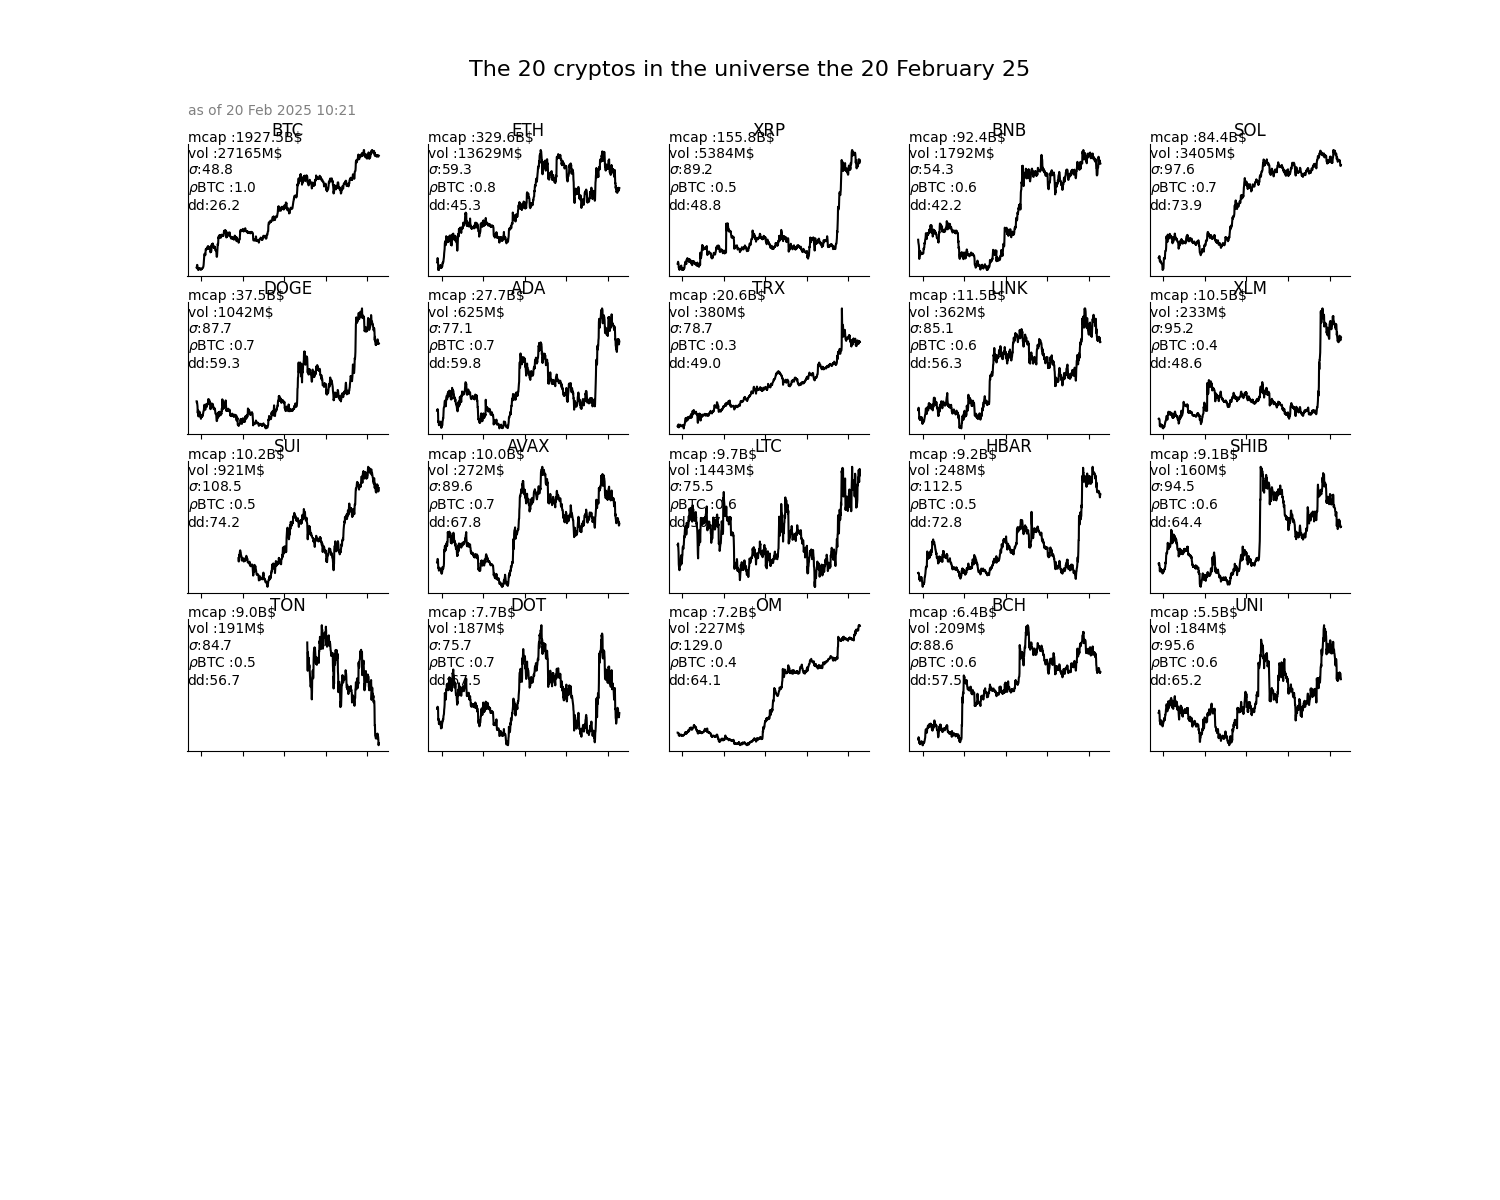 The 20 cryptos in the universe the 20 February 25
as of 20 Feb 2025 10:21
BTC
mcap :1927.3B$
vol :27165M$
σ:48.8
ρBTC :1.0
dd:26.2
ETH
mcap :329.6B$
vol :13629M$
σ:59.3
ρBTC :0.8
dd:45.3
XRP
mcap :155.8B$
vol :5384M$
σ:89.2
ρBTC :0.5
dd:48.8
BNB
mcap :92.4B$
vol :1792M$
σ:54.3
ρBTC :0.6
dd:42.2
SOL
mcap :84.4B$
vol :3405M$
σ:97.6
ρBTC :0.7
dd:73.9
DOGE
mcap :37.5B$
vol :1042M$
σ:87.7
ρBTC :0.7
dd:59.3
ADA
mcap :27.7B$
vol :625M$
σ:77.1
ρBTC :0.7
dd:59.8
TRX
mcap :20.6B$
vol :380M$
σ:78.7
ρBTC :0.3
dd:49.0
LINK
mcap :11.5B$
vol :362M$
σ:85.1
ρBTC :0.6
dd:56.3
XLM
mcap :10.5B$
vol :233M$
σ:95.2
ρBTC :0.4
dd:48.6
SUI
mcap :10.2B$
vol :921M$
σ:108.5
ρBTC :0.5
dd:74.2
AVAX
mcap :10.0B$
vol :272M$
σ:89.6
ρBTC :0.7
dd:67.8
LTC
mcap :9.7B$
vol :1443M$
σ:75.5
ρBTC :0.6
HBAR
mcap :9.2B$
vol :248M$
σ:112.5
ρBTC :0.5
dd:72.8
SHIB
mcap :9.1B$
vol :160M$
σ:94.5
ρBTC :0.6
dd:64.4
TON
mcap :9.0B$
vol :191M$
σ:84.7
ρBTC :0.5
dd:56.7
DOT
mcap :7.7B$
vol :187M$
σ:75.7
ρBTC :0.7
OM
mcap :7.2B$
vol :227M$
σ:129.0
ρBTC :0.4
dd:64.1
BCH
mcap :6.4B$
vol :209M$
σ:88.6
ρBTC :0.6
dd:57.5
UNI
mcap :5.5B$
vol :184M$
σ:95.6
ρBTC :0.6
dd:65.2